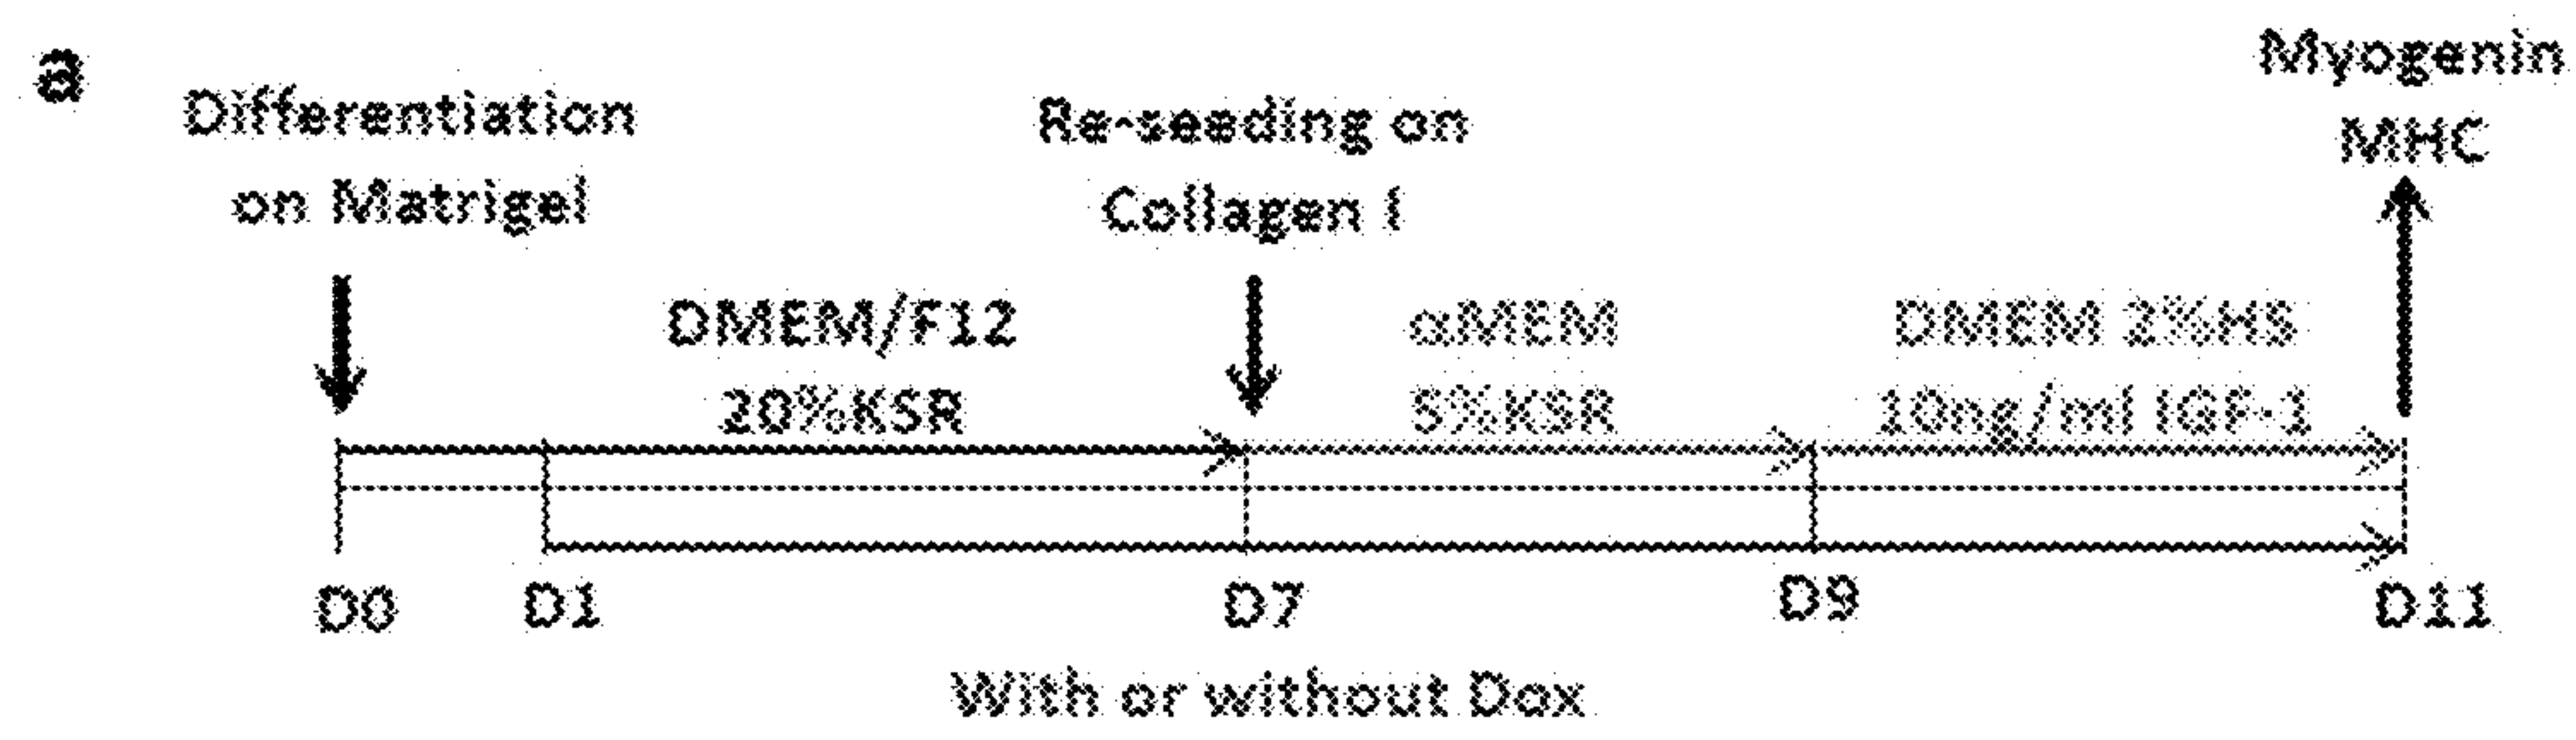 a
Differentiation
on Matrigel
Re-seeding on
Collagen I
Myogenin
MHC
DMEM/F12
20%KSR
αMEM
5%KSR
DMEM 2%HS
10ng/ml IGF-1
D0
D1
D7
D9
D11
With or without Dox